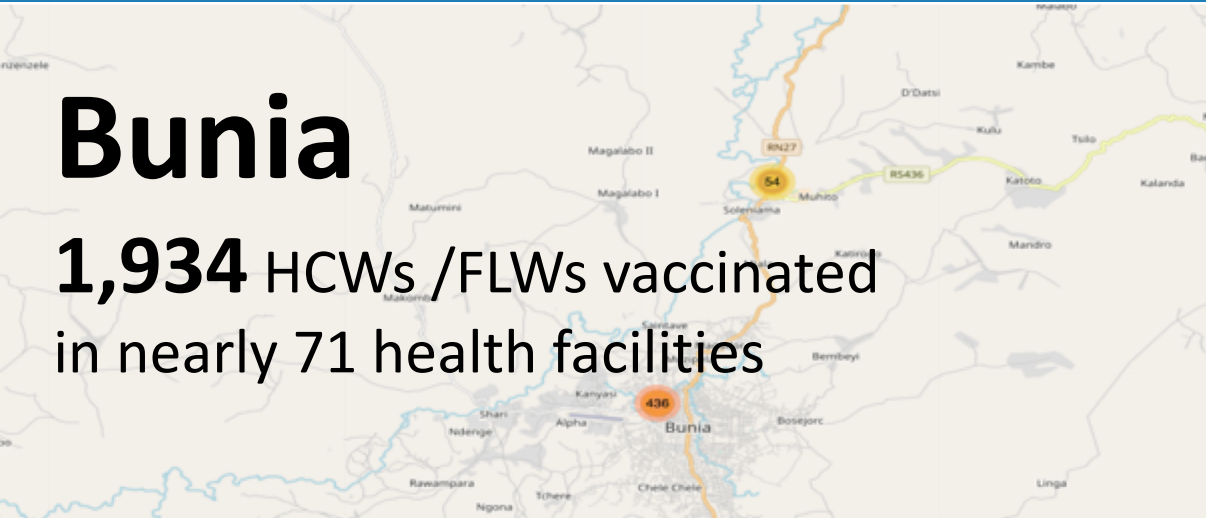 Malabo
nzenzele
Kambe
D'Datsi
Bunia
Kulu
Tsilo
RN27
Magalabo II
54
RS436
Katoto
Kalanda
Magalabo I
Muhito
Matumini
Soleniama
Mandro
1,934 HCWs /FLWs vaccinated
in nearly 71 health facilities
Bembeyi
Kanyasi
436
Shari
Alpha
Bunia
Bosejorc
Ndenge
Rawampara
Tchere
Chele Chele
Linga
Ngona